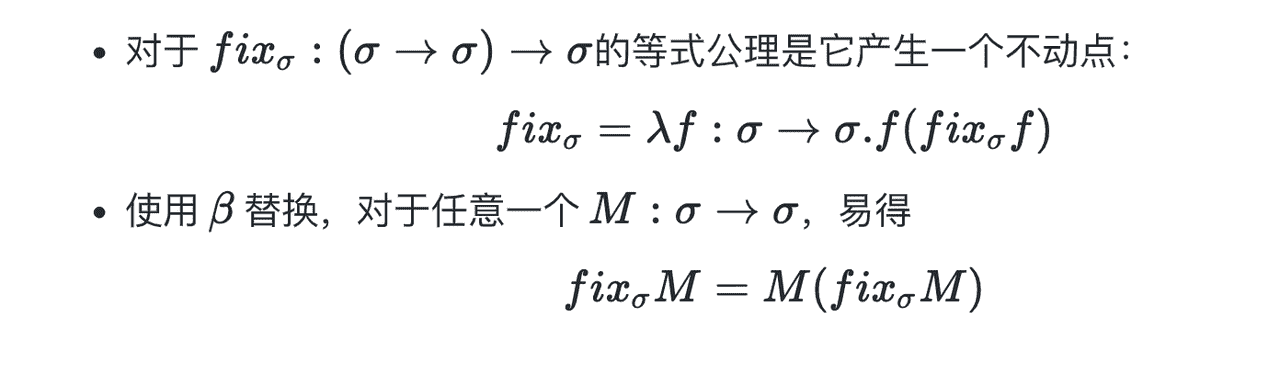 • 对于 fix_σ : (σ → σ) → σ的等式公理是它产生一个不动点：
fix_σ = λf : σ → σ.f(fix_σ f)
• 使用 β 替换，对于任意一个 M : σ → σ，易得
fix_σ M = M(fix_σ M)